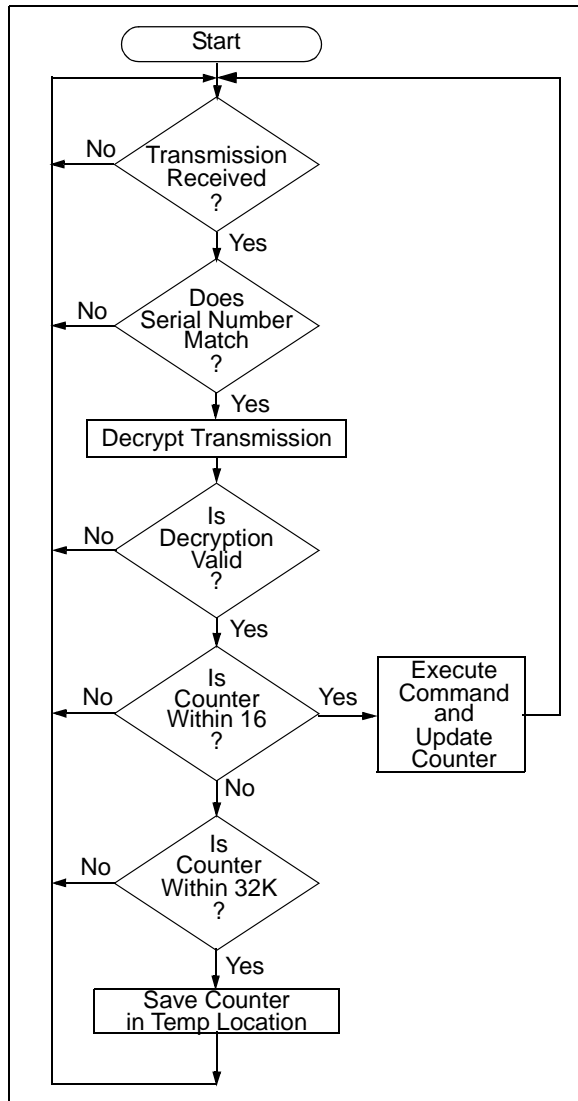 Start
No
Transmission
Received
?
Yes
No
Does
Serial Number
Match
?
Yes
Decrypt Transmission
No
Is
Decryption
Valid
?
Yes
No
Is
Counter
Within 16
?
Yes
Execute
Command
and
Update
Counter
No
No
Is
Counter
Within 32K
?
Yes
Save Counter
in Temp Location